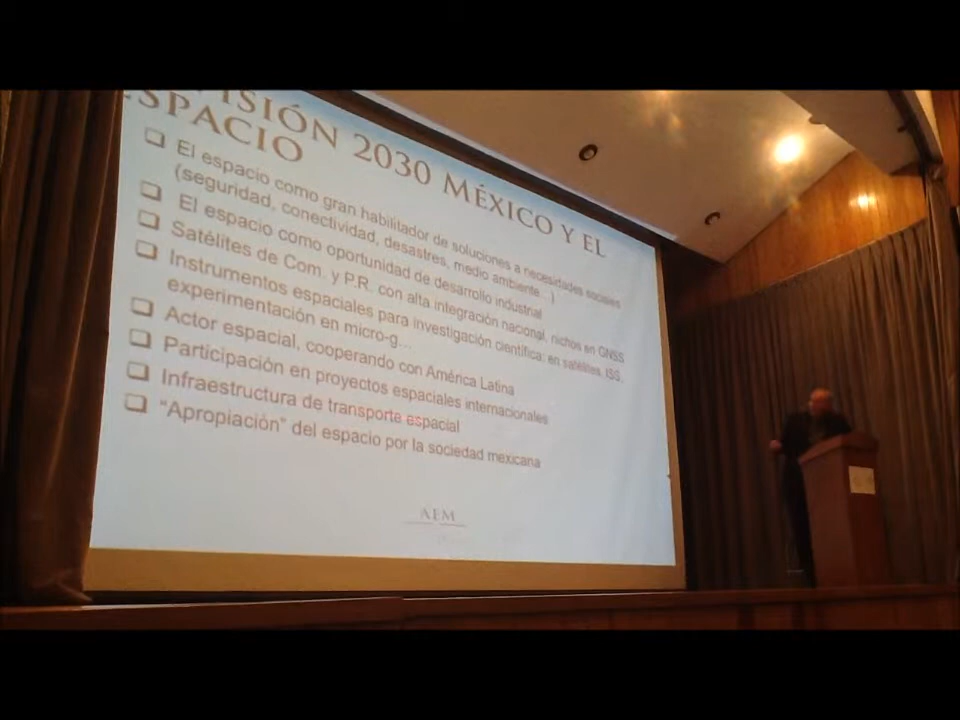 VISIÓN 2030 MÉXICO Y EL
ESPACIO
❑ El espacio como gran habilitador de soluciones a necesidades sociales
(seguridad, conectividad, desastres, medio ambiente…)
❑ El espacio como oportunidad de desarrollo industrial
❑ Satélites de Com. y P.R. con alta integración nacional, nichos en GNSS
❑ Instrumentos espaciales para investigación científica: en satélites, ISS,
experimentación en micro-g...
❑ Actor espacial, cooperando con América Latina
❑ Participación en proyectos espaciales internacionales
❑ Infraestructura de transporte espacial
❑ “Apropiación” del espacio por la sociedad mexicana
AEM